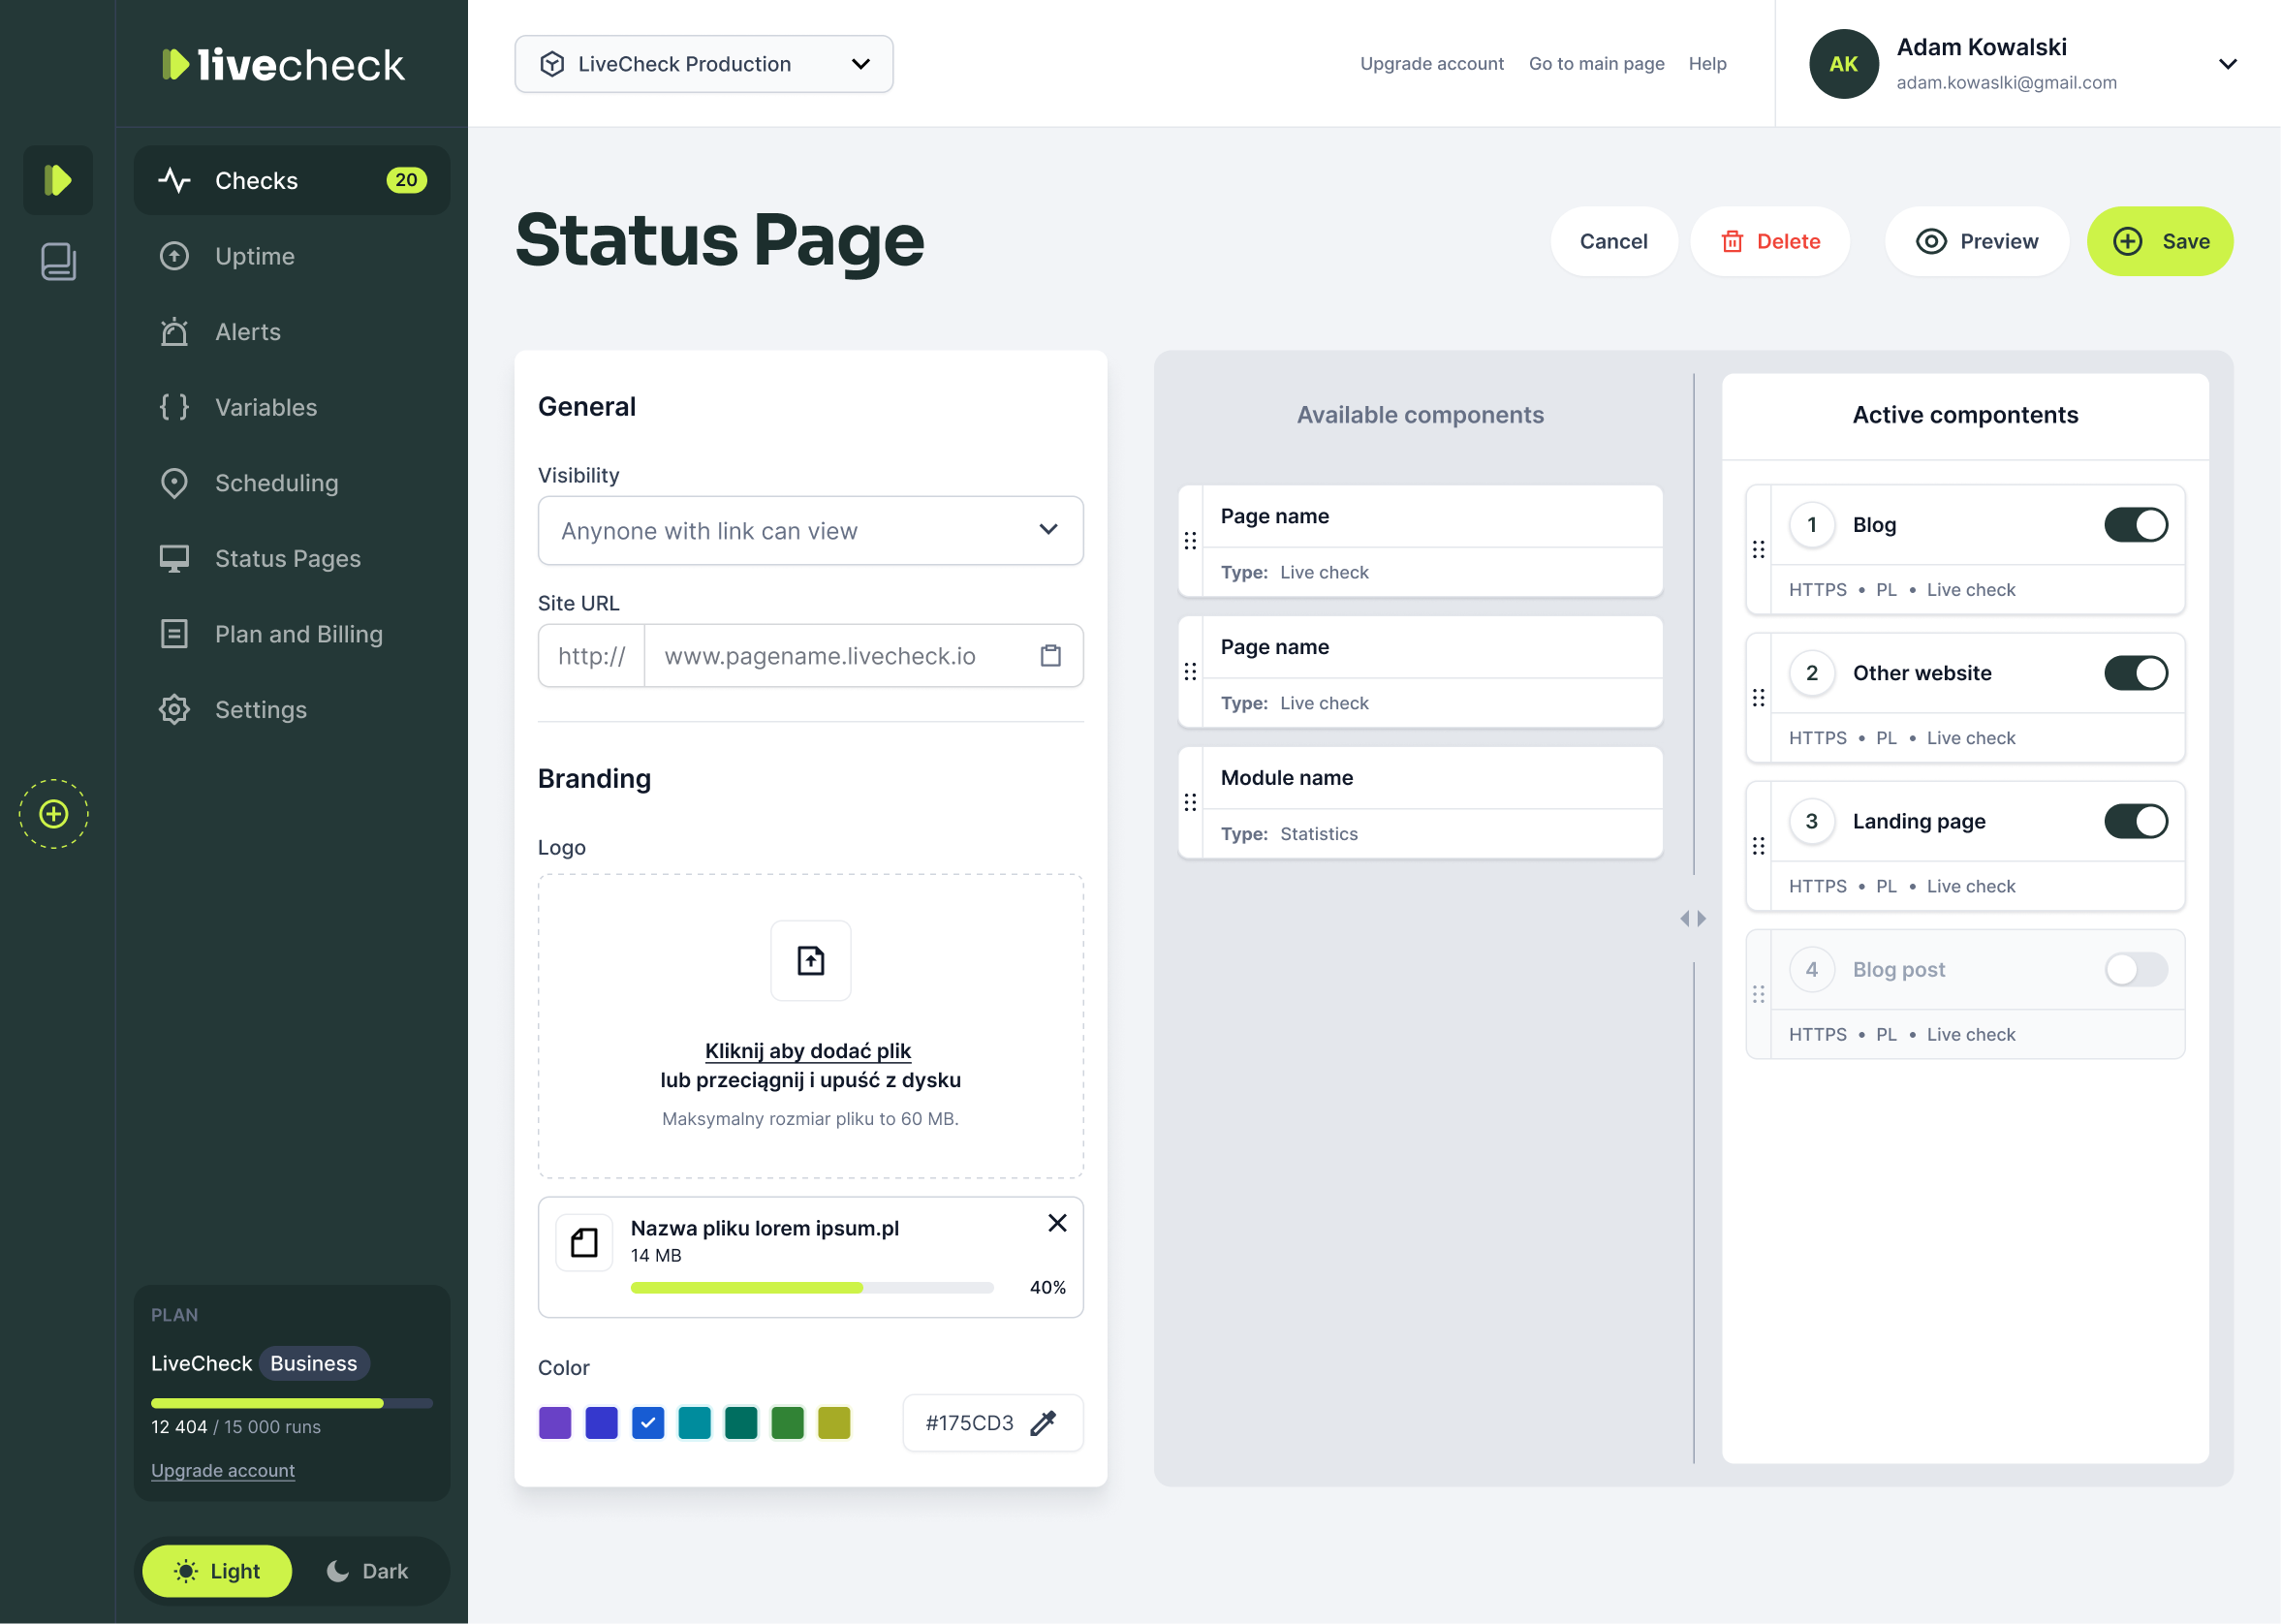 livecheck
LiveCheck Production
Upgrade account
Go to main page
Help
AK
Adam Kowalski
adam.kowaslki@gmail.com
Checks
20
Uptime
Alerts
Variables
Scheduling
Status Pages
Plan and Billing
Settings
PLAN
LiveCheck Business
12 404 / 15 000 runs
Upgrade account
Light
Dark
Status Page
Cancel
Delete
Preview
Save
General
Visibility
Anynone with link can view
Site URL
http://
www.pagename.livecheck.io
Branding
Logo
Kliknij aby dodać plik
lub przeciągnij i upuść z dysku
Maksymalny rozmiar pliku to 60 MB.
Nazwa pliku lorem ipsum.pl
14 MB
40%
Color
#175CD3
Available components
Page name
Type: Live check
Page name
Type: Live check
Module name
Type: Statistics
Active compontents
1 Blog
HTTPS • PL • Live check
2 Other website
HTTPS • PL • Live check
3 Landing page
HTTPS • PL • Live check
4 Blog post
HTTPS • PL • Live check